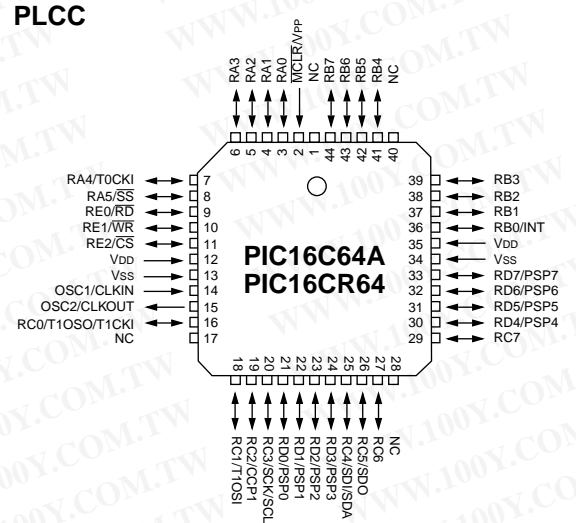 PLCC
RA3
RA2
RA1
RA0
MCLR/VPP
NC
RB7
RB6
RB5
RB4
NC
6
5
4
3
2
1
44
43
42
41
40
RA4/T0CKI 7
RA5/SS 8
RE0/RD 9
RE1/WR 10
RE2/CS 11
VDD 12
VSS 13
OSC1/CLKIN 14
OSC2/CLKOUT 15
RC0/T1OSO/T1CKI 16
NC 17
PIC16C64A
PIC16CR64
39 RB3
38 RB2
37 RB1
36 RB0/INT
35 VDD
34 VSS
33 RD7/PSP7
32 RD6/PSP6
31 RD5/PSP5
30 RD4/PSP4
29 RC7
18
19
20
21
22
23
24
25
26
27
28
RC1/T1OSI
RC2/CCP1
RC3/SCK/SCL
RD0/PSP0
RD1/PSP1
RD2/PSP2
RD3/PSP3
RC4/SDI/SDA
RC5/SDO
RC6
NC
WWW.100Y.COM.TW